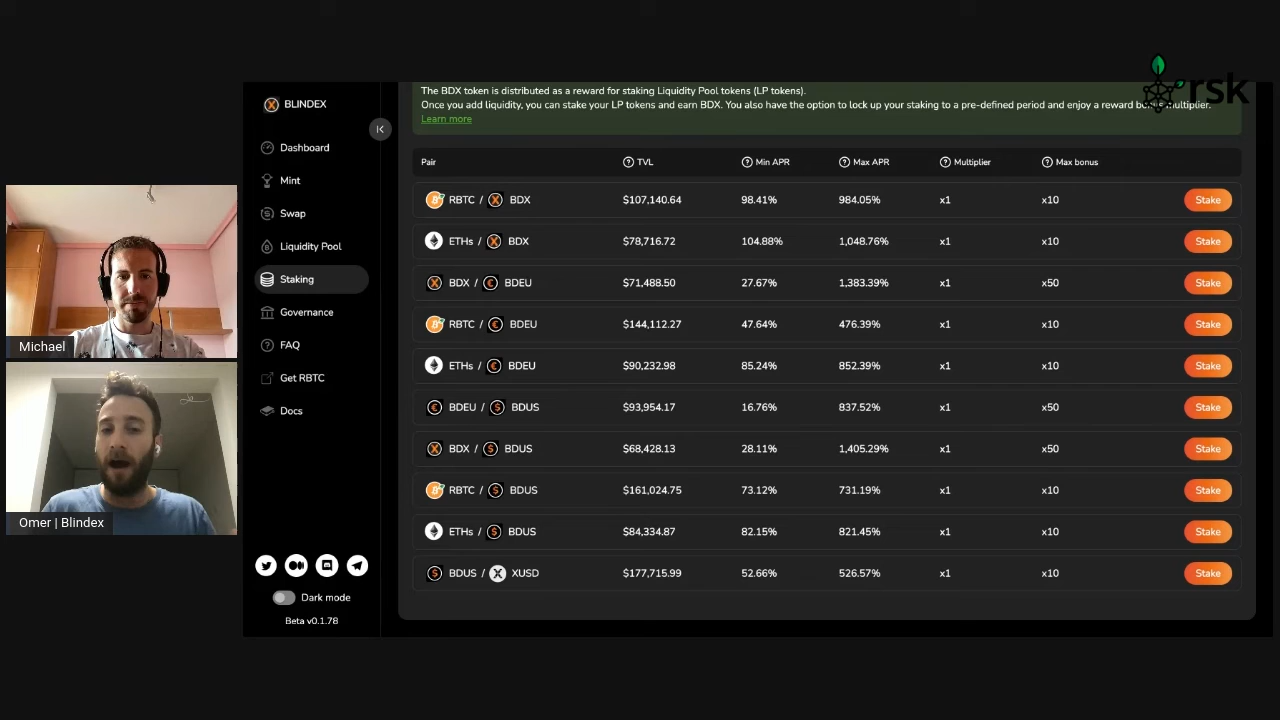 rsk
The BDX token is distributed as a reward for staking Liquidity Pool tokens (LP tokens).
Once you add liquidity, you can stake your LP tokens and earn BDX. You also have the option to lock up your staking to a pre-defined period and enjoy a reward bonus multiplier.
Learn more
BLINDEX
Dashboard
Mint
Swap
Liquidity Pool
Staking
Governance
FAQ
Get RBTC
Docs
Dark mode
Beta v0.1.78
Pair TVL Min APR Max APR Multiplier Max bonus
RBTC / BDX $107,140.64 98.41% 984.05% x1 x10 Stake
ETHs / BDX $78,716.72 104.88% 1,048.76% x1 x10 Stake
BDX / BDEU $71,488.50 27.67% 1,383.39% x1 x50 Stake
RBTC / BDEU $144,112.27 47.64% 476.39% x1 x10 Stake
ETHs / BDEU $90,232.98 85.24% 852.39% x1 x10 Stake
BDEU / BDUS $93,954.17 16.76% 837.52% x1 x50 Stake
BDX / BDUS $68,428.13 28.11% 1,405.29% x1 x50 Stake
RBTC / BDUS $161,024.75 73.12% 731.19% x1 x10 Stake
ETHs / BDUS $84,334.87 82.15% 821.45% x1 x10 Stake
BDUS / XUSD $177,715.99 52.66% 526.57% x1 x10 Stake
Michael
Omer | Blindex